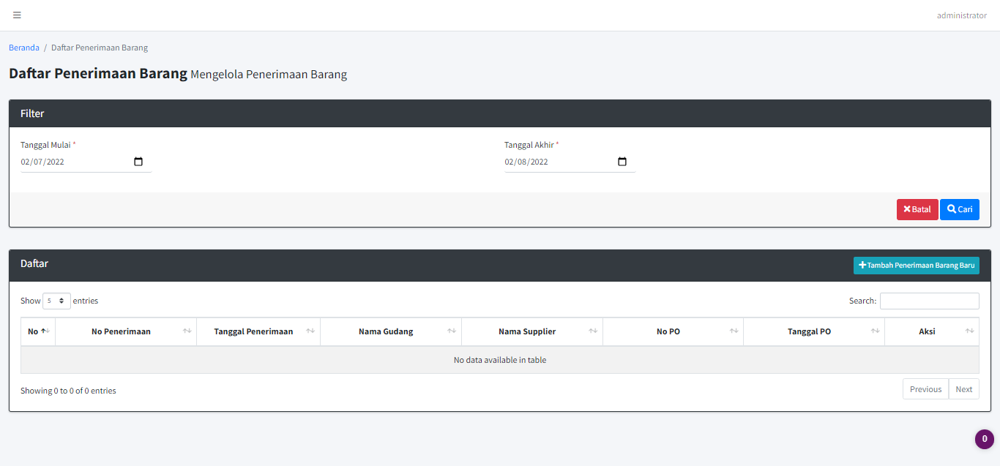 administrator
Beranda / Daftar Penerimaan Barang
Daftar Penerimaan Barang Mengelola Penerimaan Barang
Filter
Tanggal Mulai * Tanggal Akhir *
02/07/2022 02/08/2022
Batal Cari
Daftar Tambah Penerimaan Barang Baru
Show 5 entries Search:
No No Penerimaan Tanggal Penerimaan Nama Gudang Nama Supplier No PO Tanggal PO Aksi
No data available in table
Showing 0 to 0 of 0 entries Previous Next
0